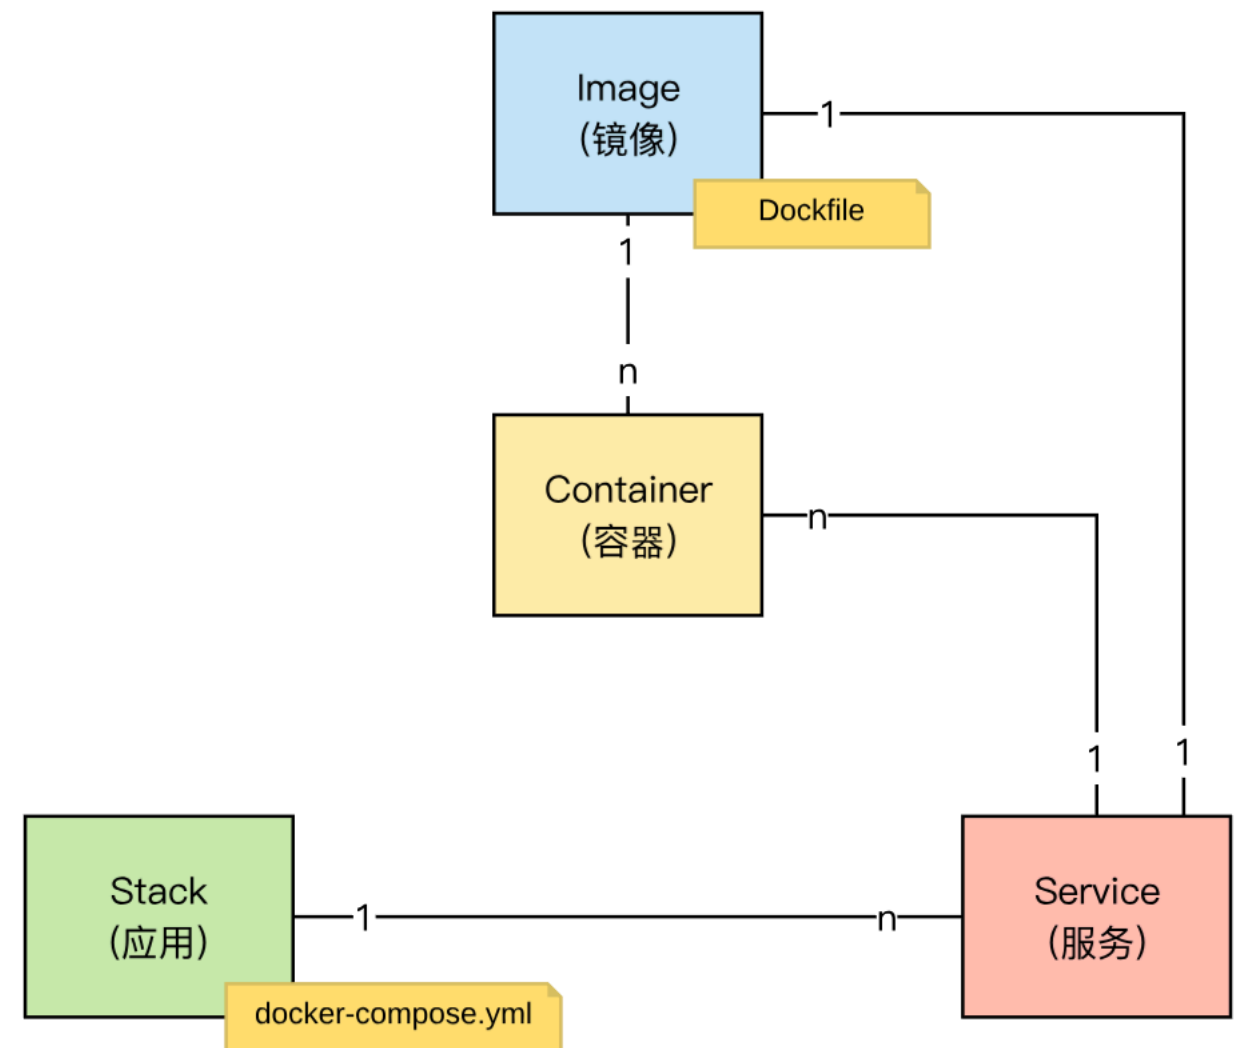 Image
(镜像)
1
Dockfile
1
n
Container
(容器)
n
1
1
Stack
(应用)
1
n
Service
(服务)
docker-compose.yml